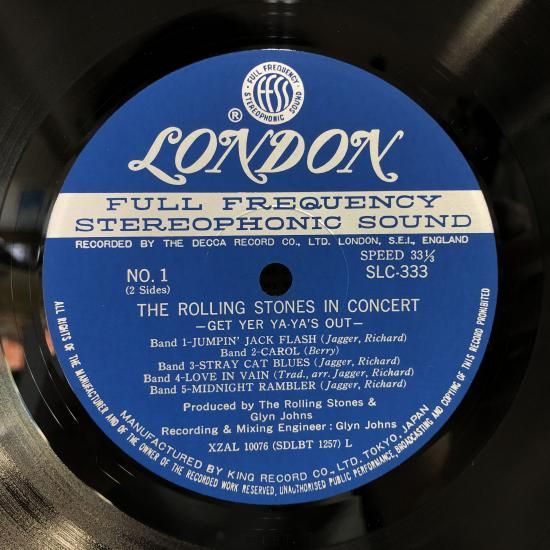 FULL FREQUENCY
ffss
STEREOPHONIC SOUND
®
LONDON
FULL FREQUENCY
STEREOPHONIC SOUND
RECORDED BY THE DECCA RECORD CO., LTD. LONDON, S.E.I., ENGLAND
SPEED 33⅓
NO. 1
SLC-333
(2 Sides)
THE ROLLING STONES IN CONCERT
—GET YER YA-YA'S OUT—
Band 1-JUMPIN' JACK FLASH (Jagger, Richard)
Band 2-CAROL (Berry)
Band 3-STRAY CAT BLUES (Jagger, Richard)
Band 4-LOVE IN VAIN (Trad., arr. Jagger, Richard)
Band 5-MIDNIGHT RAMBLER (Jagger, Richard)
Produced by The Rolling Stones &
Glyn Johns
Recording & Mixing Engineer : Glyn Johns
XZAL 10076 (SDLBT 1257) L
MANUFACTURED BY KING RECORD CO., LTD. TOKYO, JAPAN
ALL RIGHTS OF THE MANUFACTURER AND OF THE OWNER OF THE RECORDED WORK RESERVED, UNAUTHORISED PUBLIC PERFORMANCE, BROADCASTING AND COPYING OF THIS RECORD PROHIBITED